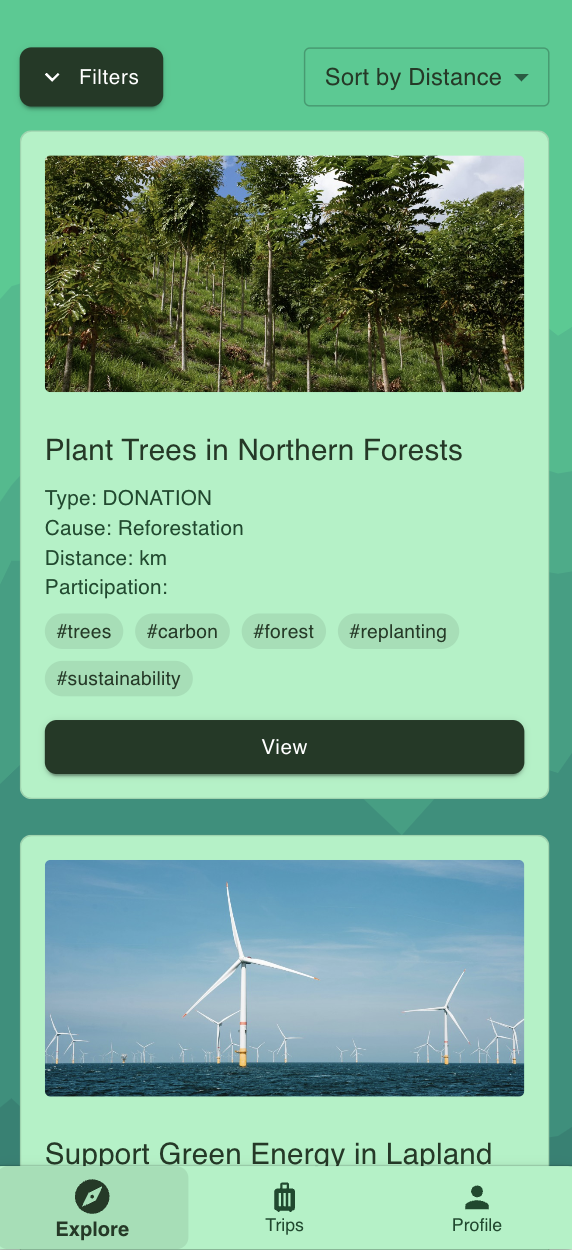 Filters
Sort by Distance
Plant Trees in Northern Forests
Type: DONATION
Cause: Reforestation
Distance: km
Participation:
#trees #carbon #forest #replanting
#sustainability
View
Support Green Energy in Lapland
Explore Trips Profile